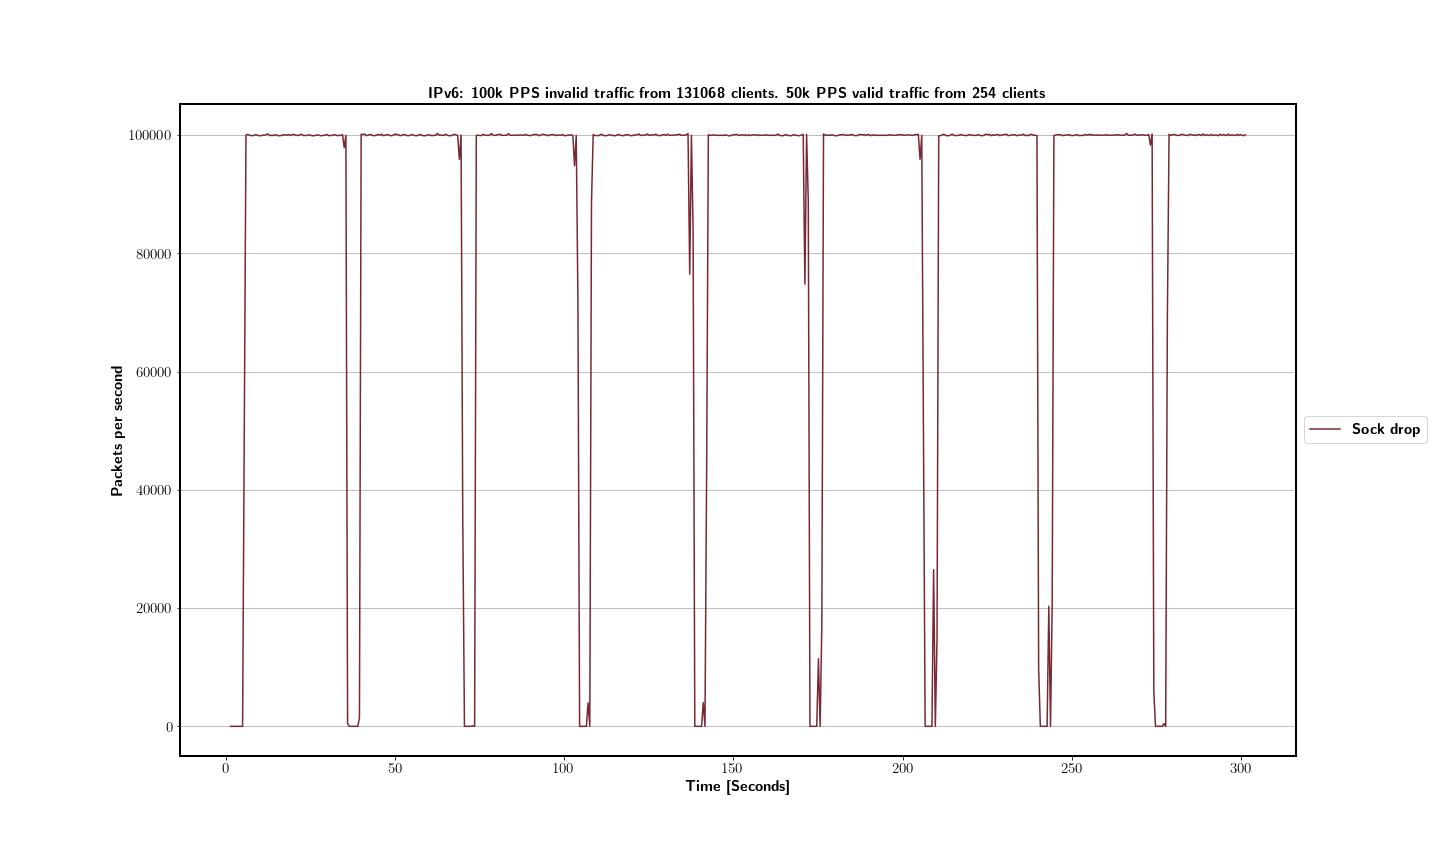 IPv6: 100k PPS invalid traffic from 131068 clients. 50k PPS valid traffic from 254 clients
100000
80000
60000
40000
20000
0
Packets per second
0 50 100 150 200 250 300
Time [Seconds]
Sock drop